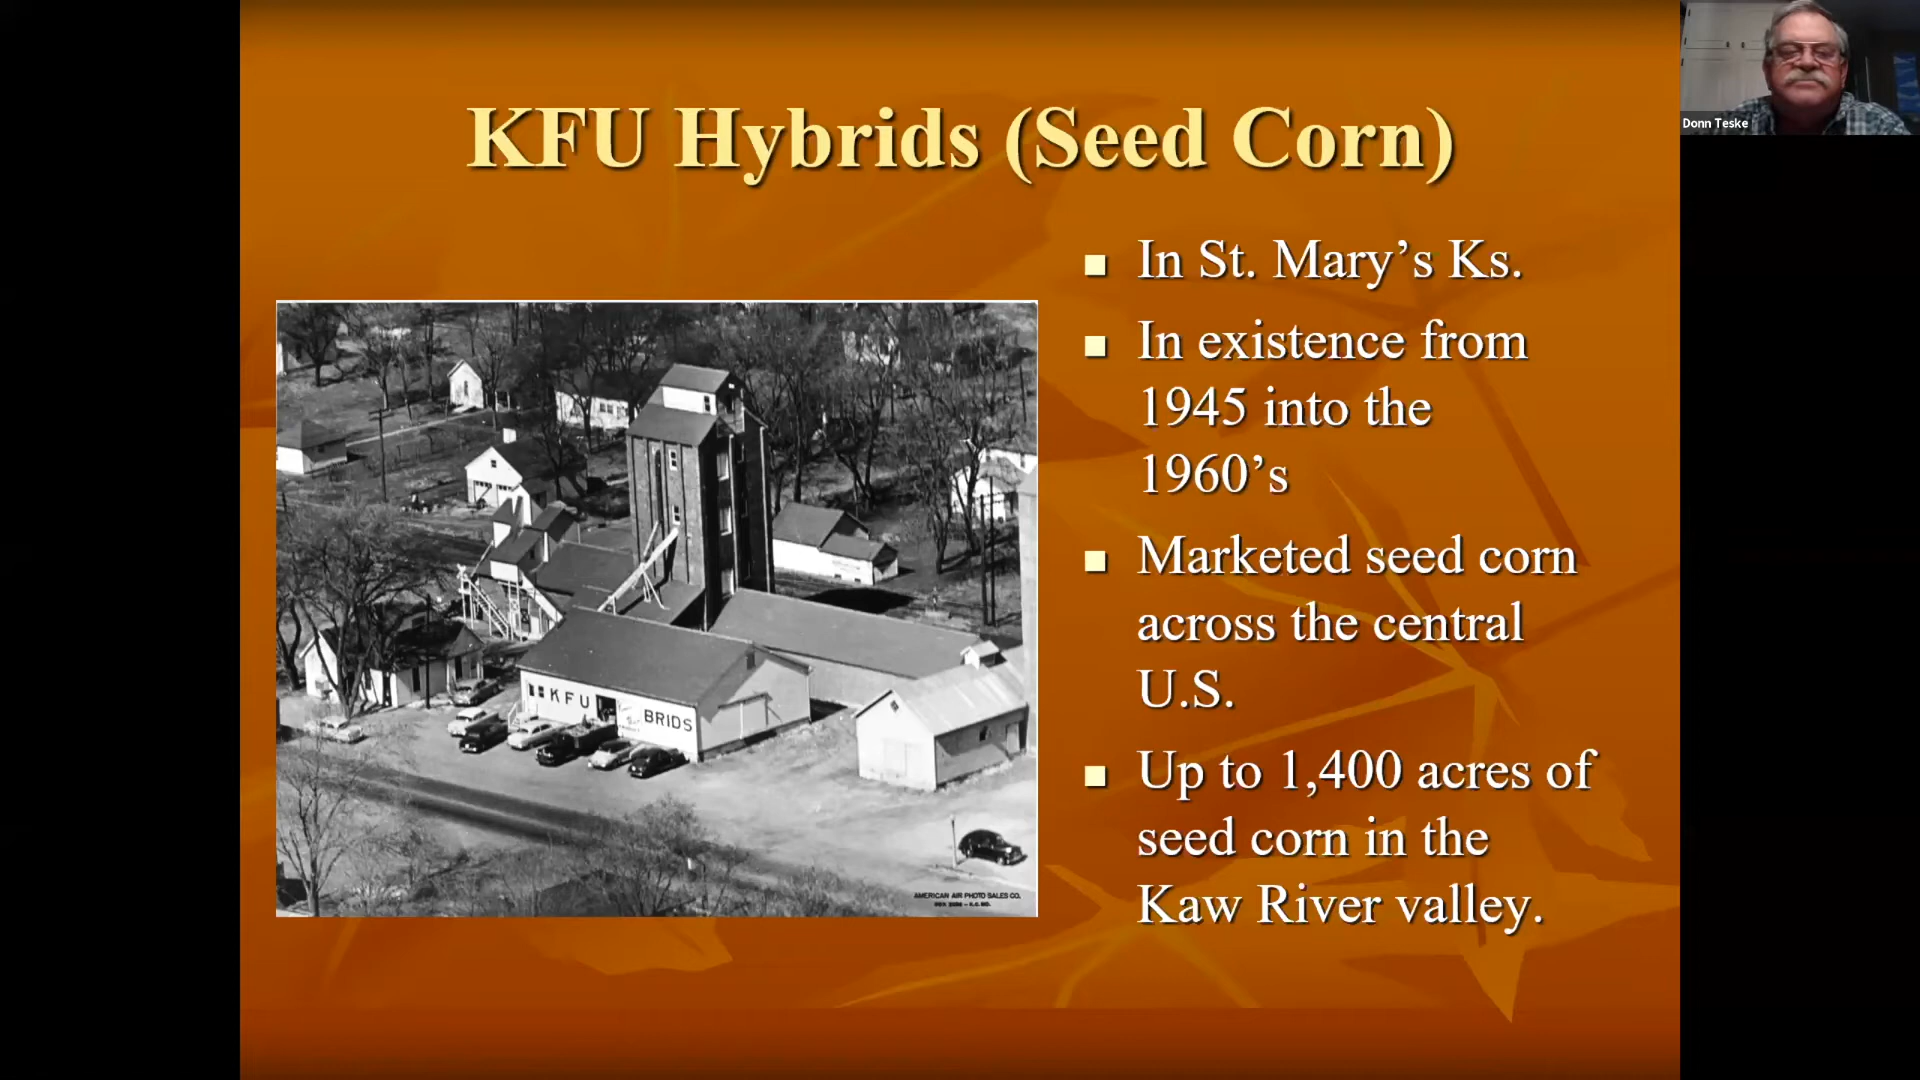 KFU Hybrids (Seed Corn)
Donn Teske
In St. Mary’s Ks.
In existence from
1945 into the
1960’s
Marketed seed corn
across the central
U.S.
Up to 1,400 acres of
seed corn in the
Kaw River valley.
KFU
BRIDS
AMERICAN AIR PHOTO SALES CO.